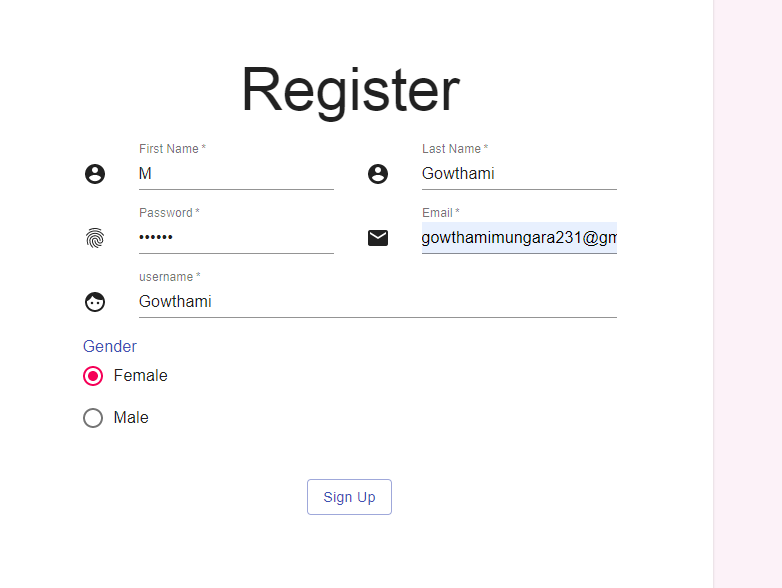 Register
First Name *
Last Name *
M
Gowthami
Password *
Email *
••••••
gowthamimungara231@gm
username *
Gowthami
Gender
Female
Male
Sign Up